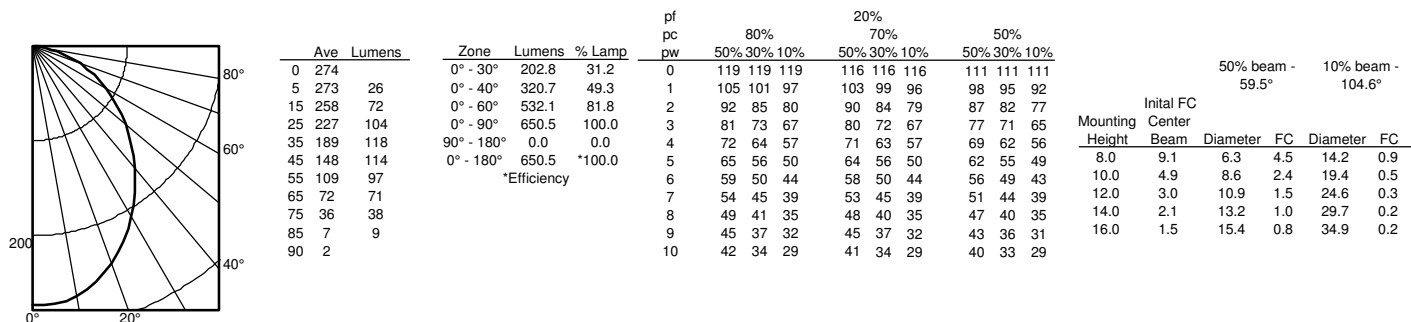 80°
60°
40°
200
0° 20°
Ave Lumens
0 274
5 273 26
15 258 72
25 227 104
35 189 118
45 148 114
55 109 97
65 72 71
75 36 38
85 7 9
90 2
Zone Lumens % Lamp
0° - 30° 202.8 31.2
0° - 40° 320.7 49.3
0° - 60° 532.1 81.8
0° - 90° 650.5 100.0
90° - 180° 0.0 0.0
0° - 180° 650.5 *100.0
*Efficiency
pf 20%
pc 80% 70% 50%
pw 50% 30% 10% 50% 30% 10% 50% 30% 10%
0 119 119 119 116 116 116 111 111 111
1 105 101 97 103 99 96 98 95 92
2 92 85 80 90 84 79 87 82 77
3 81 73 67 80 72 67 77 71 65
4 72 64 57 71 63 57 69 62 56
5 65 56 50 64 56 50 62 55 49
6 59 50 44 58 50 44 56 49 43
7 54 45 39 53 45 39 51 44 39
8 49 41 35 48 40 35 47 40 35
9 45 37 32 45 37 32 43 36 31
10 42 34 29 41 34 29 40 33 29
50% beam - 10% beam -
59.5° 104.6°
Inital FC
Mounting Center
Height Beam Diameter FC Diameter FC
8.0 9.1 6.3 4.5 14.2 0.9
10.0 4.9 8.6 2.4 19.4 0.5
12.0 3.0 10.9 1.5 24.6 0.3
14.0 2.1 13.2 1.0 29.7 0.2
16.0 1.5 15.4 0.8 34.9 0.2